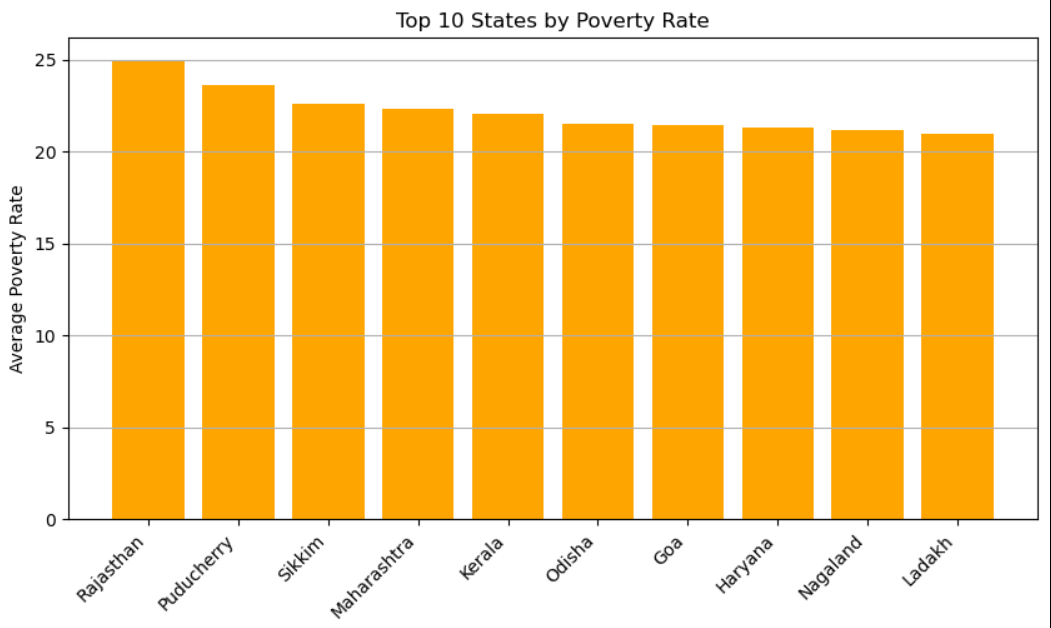 Top 10 States by Poverty Rate
Average Poverty Rate
25
20
15
10
5
0
Rajasthan
Puducherry
Sikkim
Maharashtra
Kerala
Odisha
Goa
Haryana
Nagaland
Ladakh